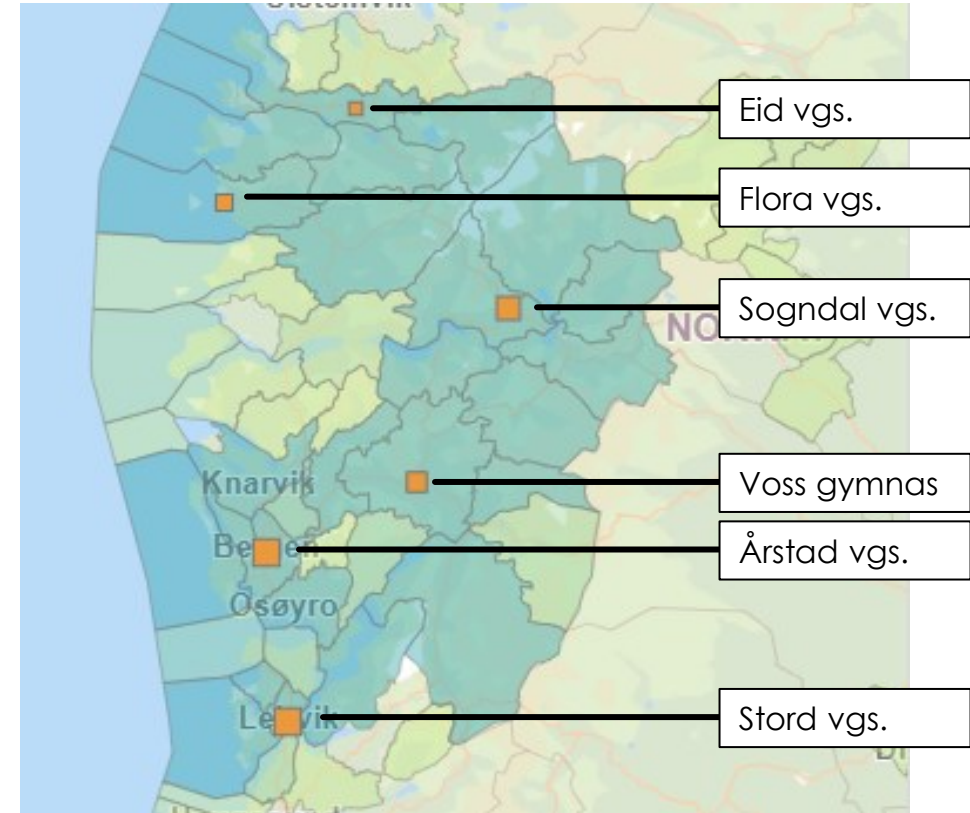 Eid vgs.
Flora vgs.
Sogndal vgs.
Voss gymnas
Knarvik
Årstad vgs.
Osøyro
Stord vgs.